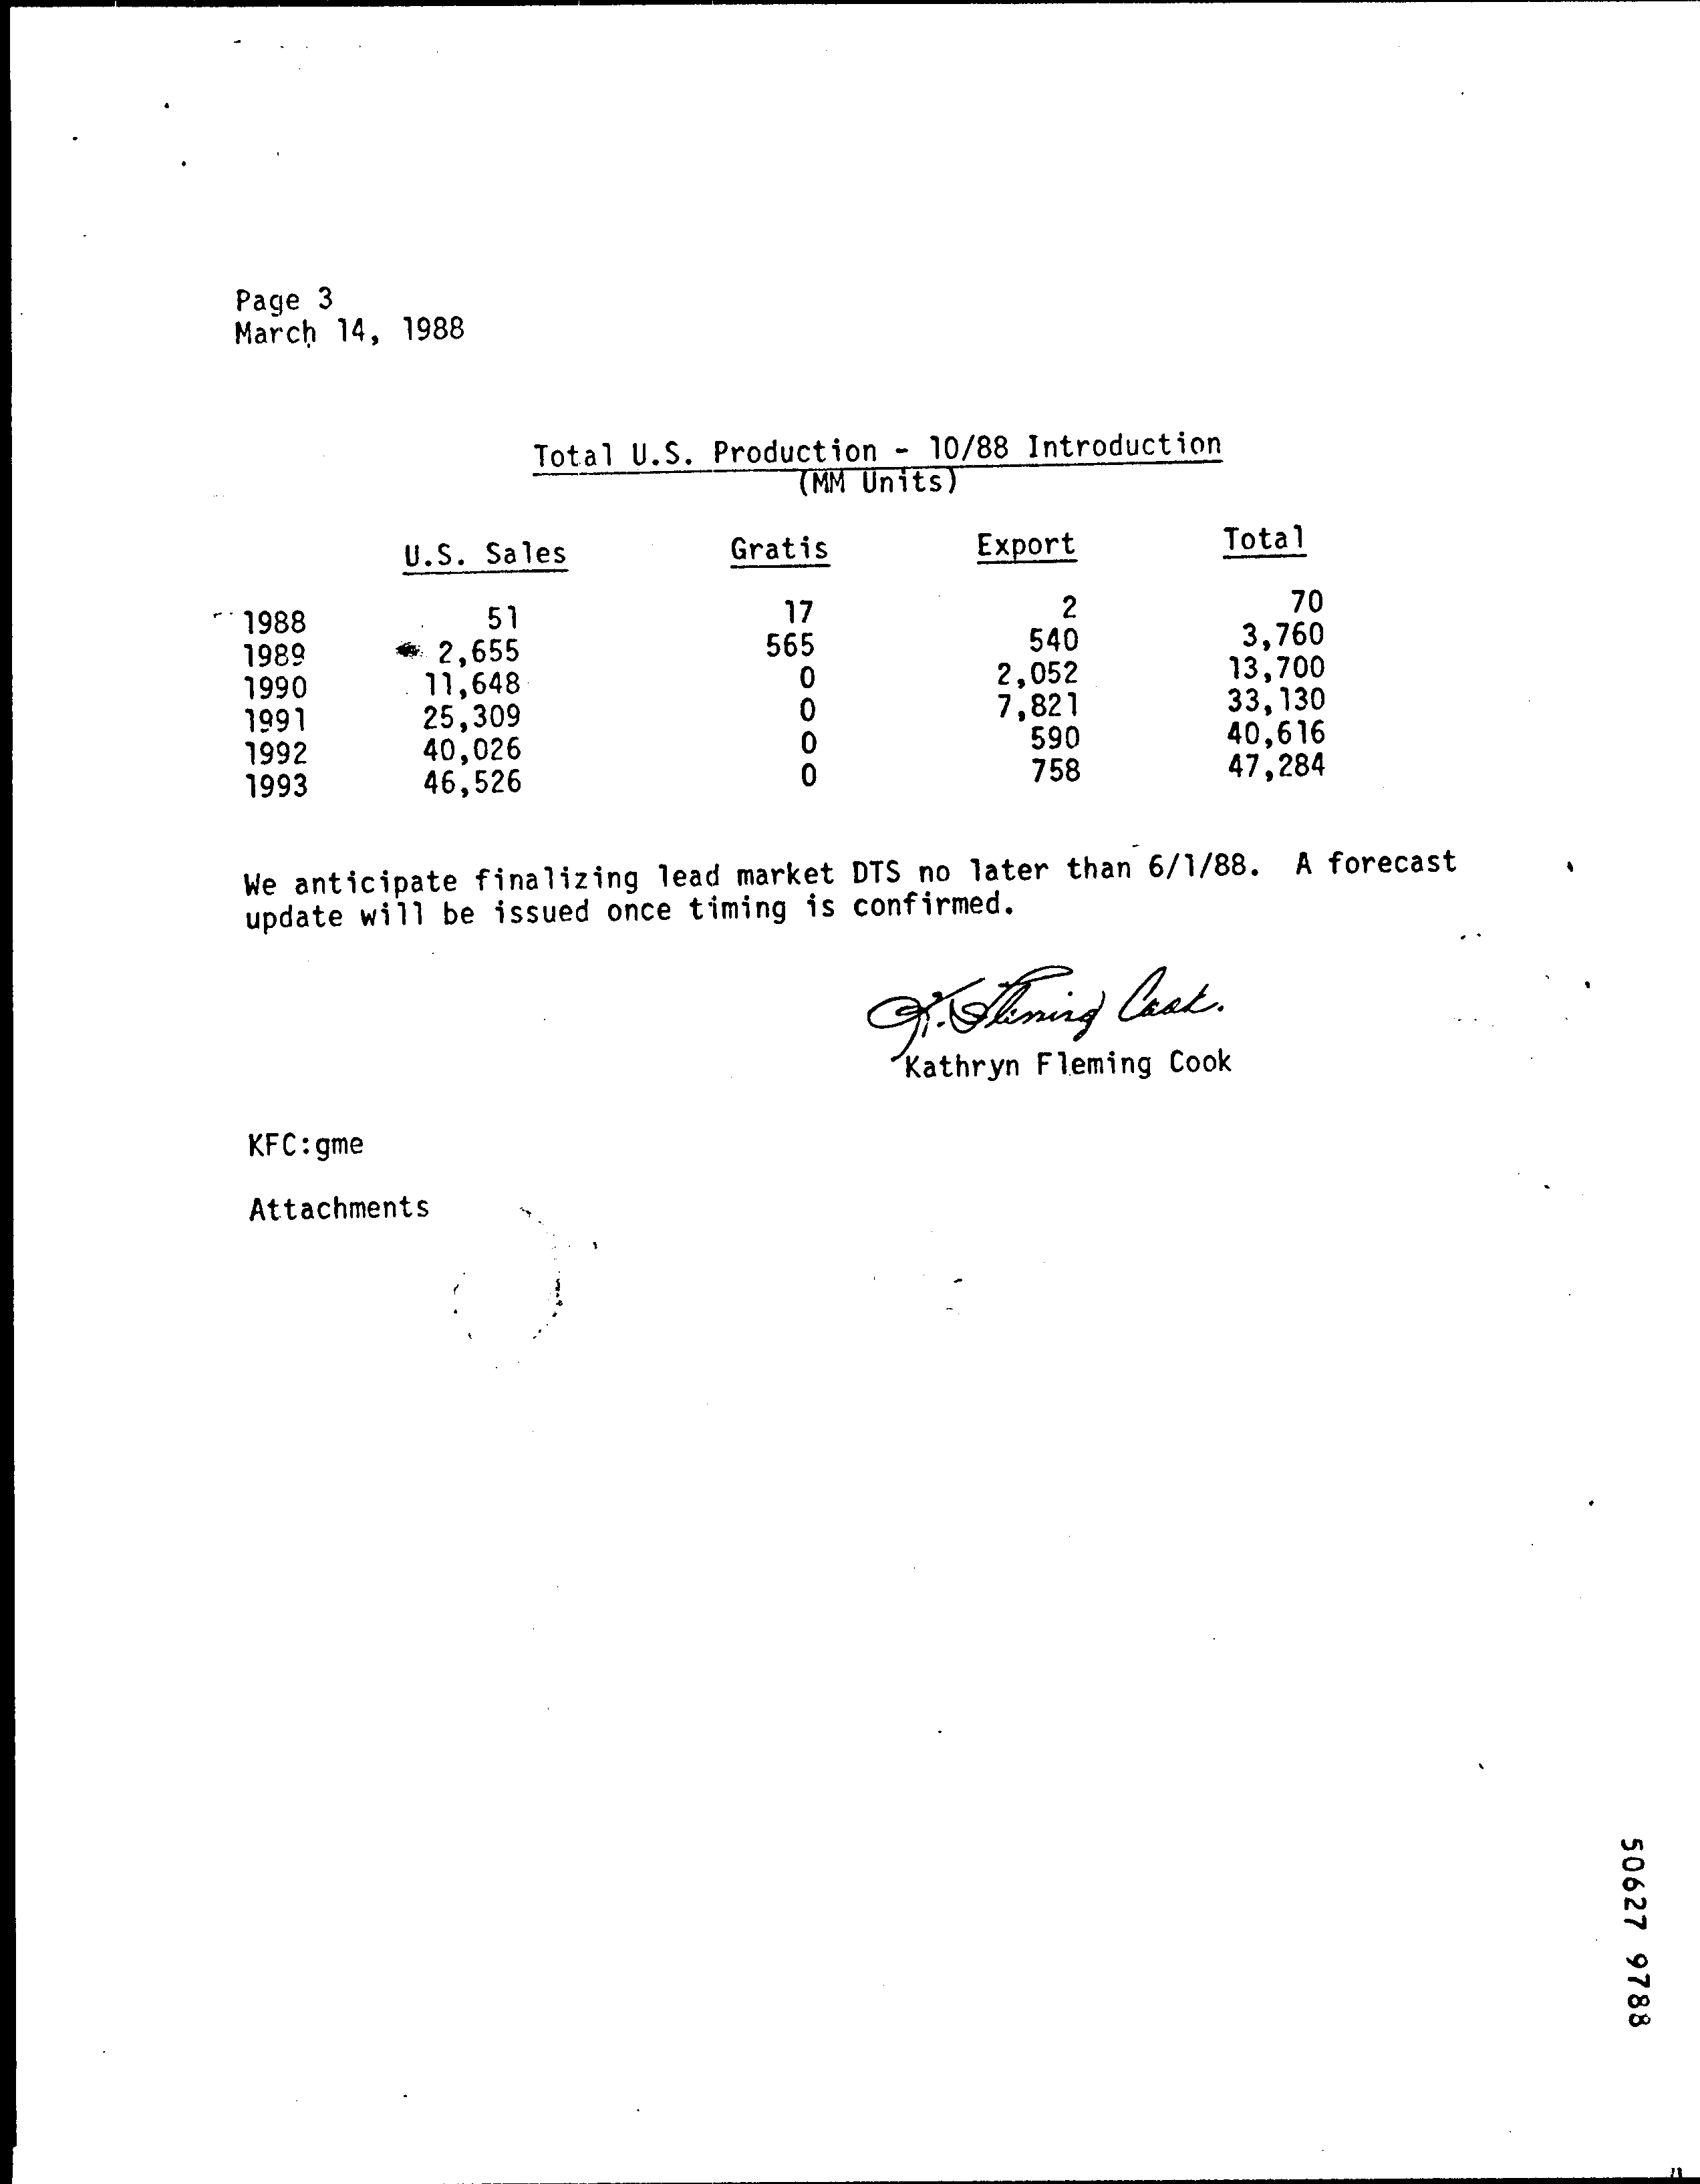 Page 3
March 14, 1988
Total U.S. Production - 10/88 Introduction
(MM Units)
U.S. Sales Gratis Export Total
1988 51 17 2 70
1989 2,655 565 540 3,760
1990 11,648 0 2,052 13,700
1991 25,309 0 7,821 33,130
1992 40,026 0 590 40,616
1993 46,526 0 758 47,284
We anticipate finalizing lead market DTS no later than 6/1/88. A forecast
update will be issued once timing is confirmed.
K. Fleming Cook.
Kathryn Fleming Cook
KFC:gme
Attachments
50627 9788